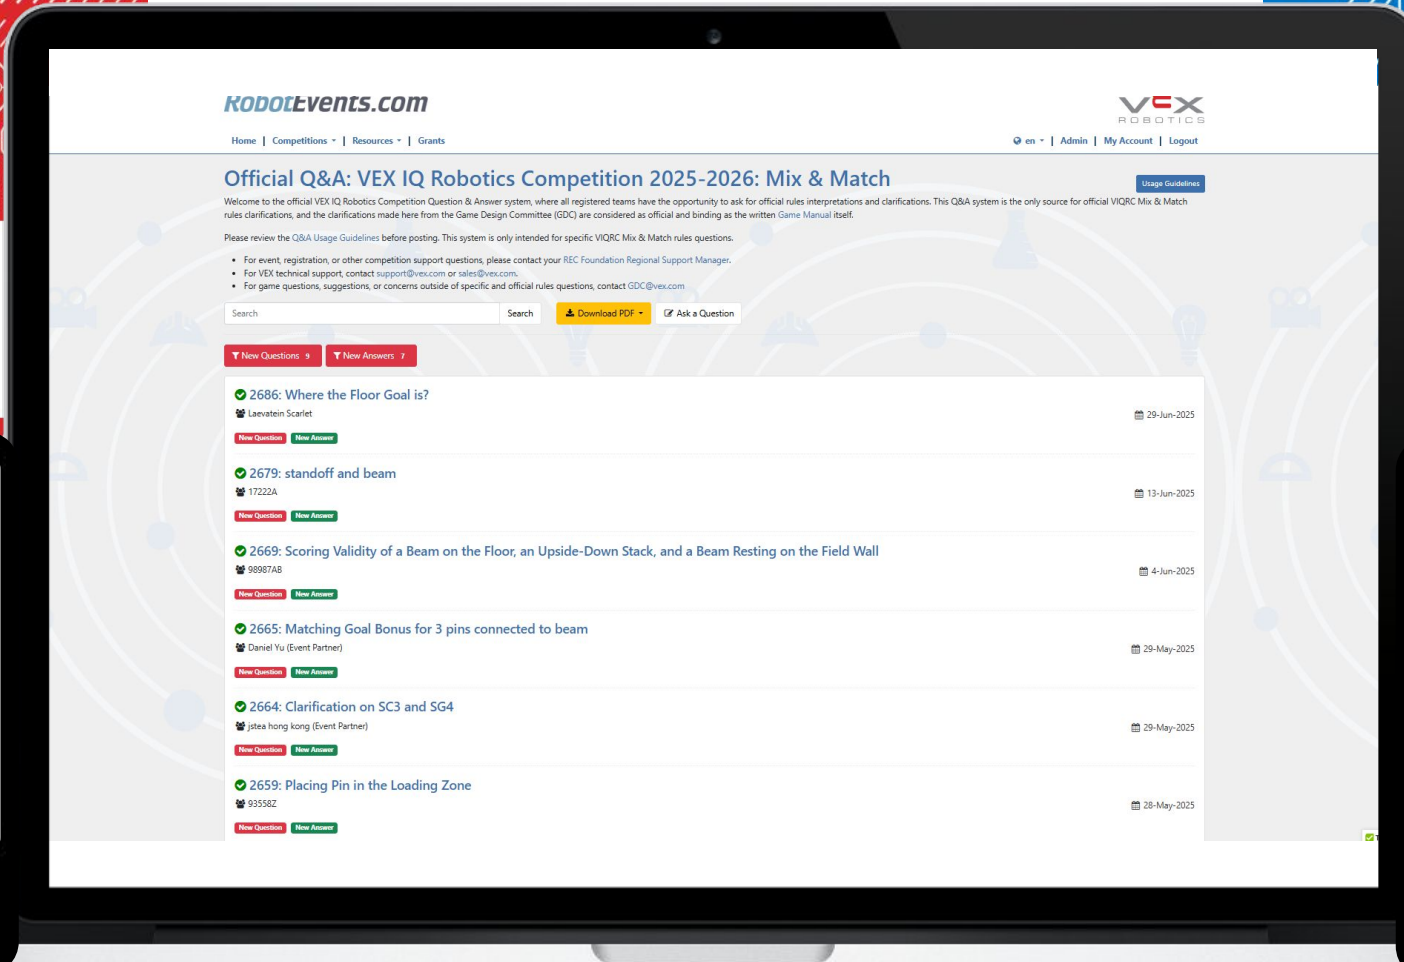 RobotEvents.com
VEX
ROBOTICS
Home | Competitions | Resources | Grants
en | Admin | My Account | Logout
Official Q&A: VEX IQ Robotics Competition 2025-2026: Mix & Match
Usage Guidelines
Welcome to the official VEX IQ Robotics Competition Question & Answer system, where all registered teams have the opportunity to ask for official rules interpretations and clarifications. This Q&A system is the only source for official VIQRC Mix & Match
rules clarifications, and the clarifications made here from the Game Design Committee (GDC) are considered as official and binding as the written Game Manual itself.
Please review the Q&A Usage Guidelines before posting. This system is only intended for specific VIQRC Mix & Match rules questions.
• For event, registration, or other competition support questions, please contact your REC Foundation Regional Support Manager.
• For VEX technical support, contact support@vex.com or sales@vex.com.
• For game questions, suggestions, or concerns outside of specific and official rules questions, contact GDC@vex.com
Search
Search
Download PDF
Ask a Question
New Questions 9
New Answers 7
2686: Where the Floor Goal is?
Laevatein Scarlet
29-Jun-2025
New Question New Answer
2679: standoff and beam
17222A
13-Jun-2025
New Question New Answer
2669: Scoring Validity of a Beam on the Floor, an Upside-Down Stack, and a Beam Resting on the Field Wall
98987AB
4-Jun-2025
New Question New Answer
2665: Matching Goal Bonus for 3 pins connected to beam
Daniel Yu (Event Partner)
29-May-2025
New Question New Answer
2664: Clarification on SC3 and SG4
jstea hong kong (Event Partner)
29-May-2025
New Question New Answer
2659: Placing Pin in the Loading Zone
93558Z
28-May-2025
New Question New Answer